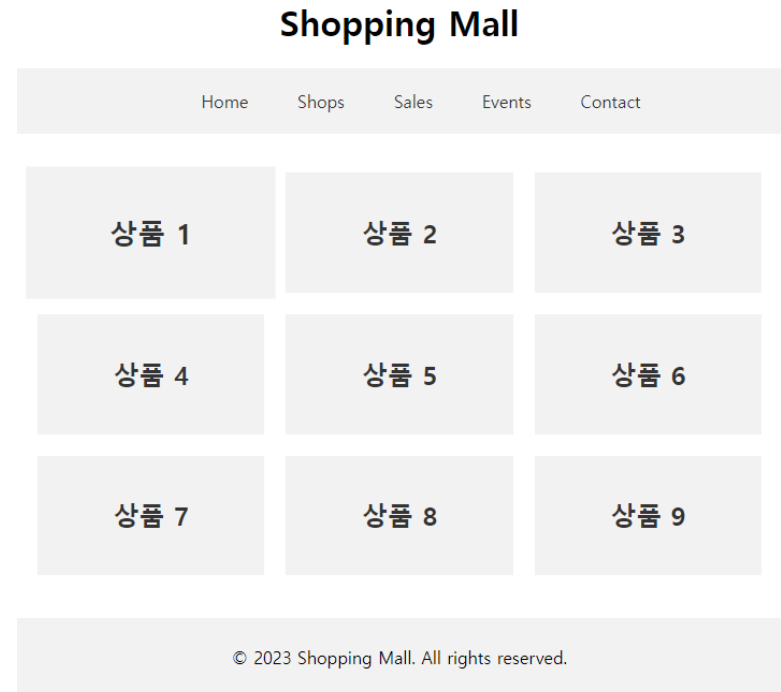 Shopping Mall
Home Shops Sales Events Contact
상품 1 상품 2 상품 3
상품 4 상품 5 상품 6
상품 7 상품 8 상품 9
© 2023 Shopping Mall. All rights reserved.